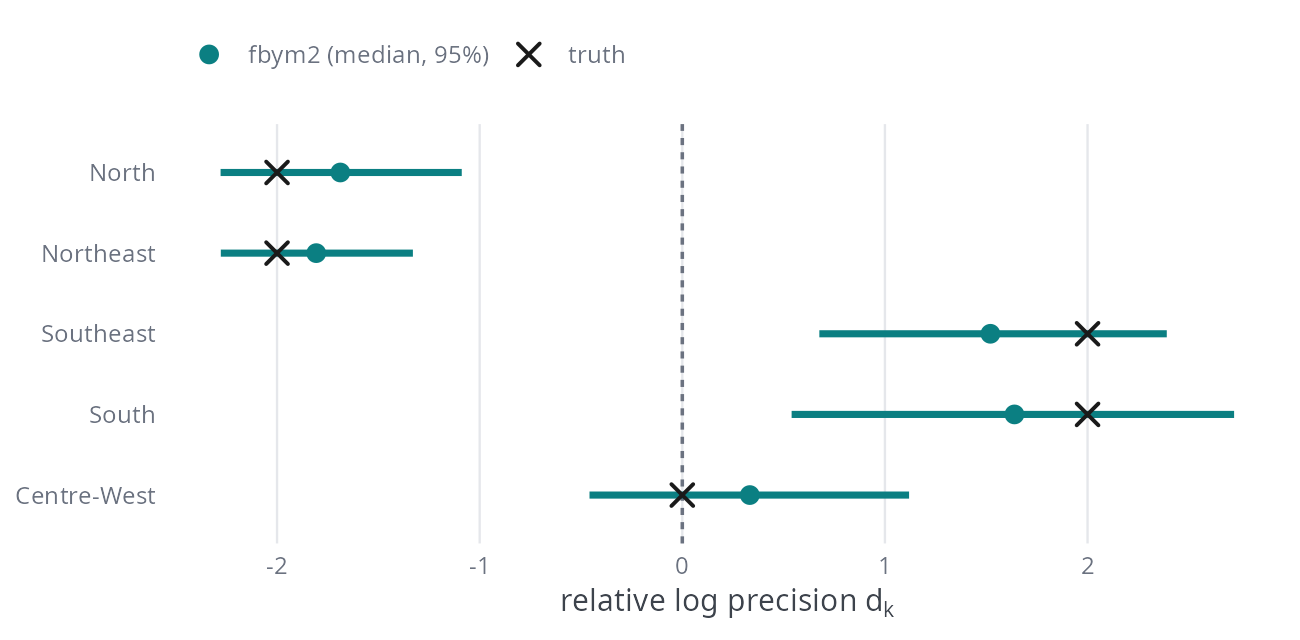 fbym2 (median, 95%) truth
North
Northeast
Southeast
South
Centre-West
-2 -1 0 1 2
relative log precision dk